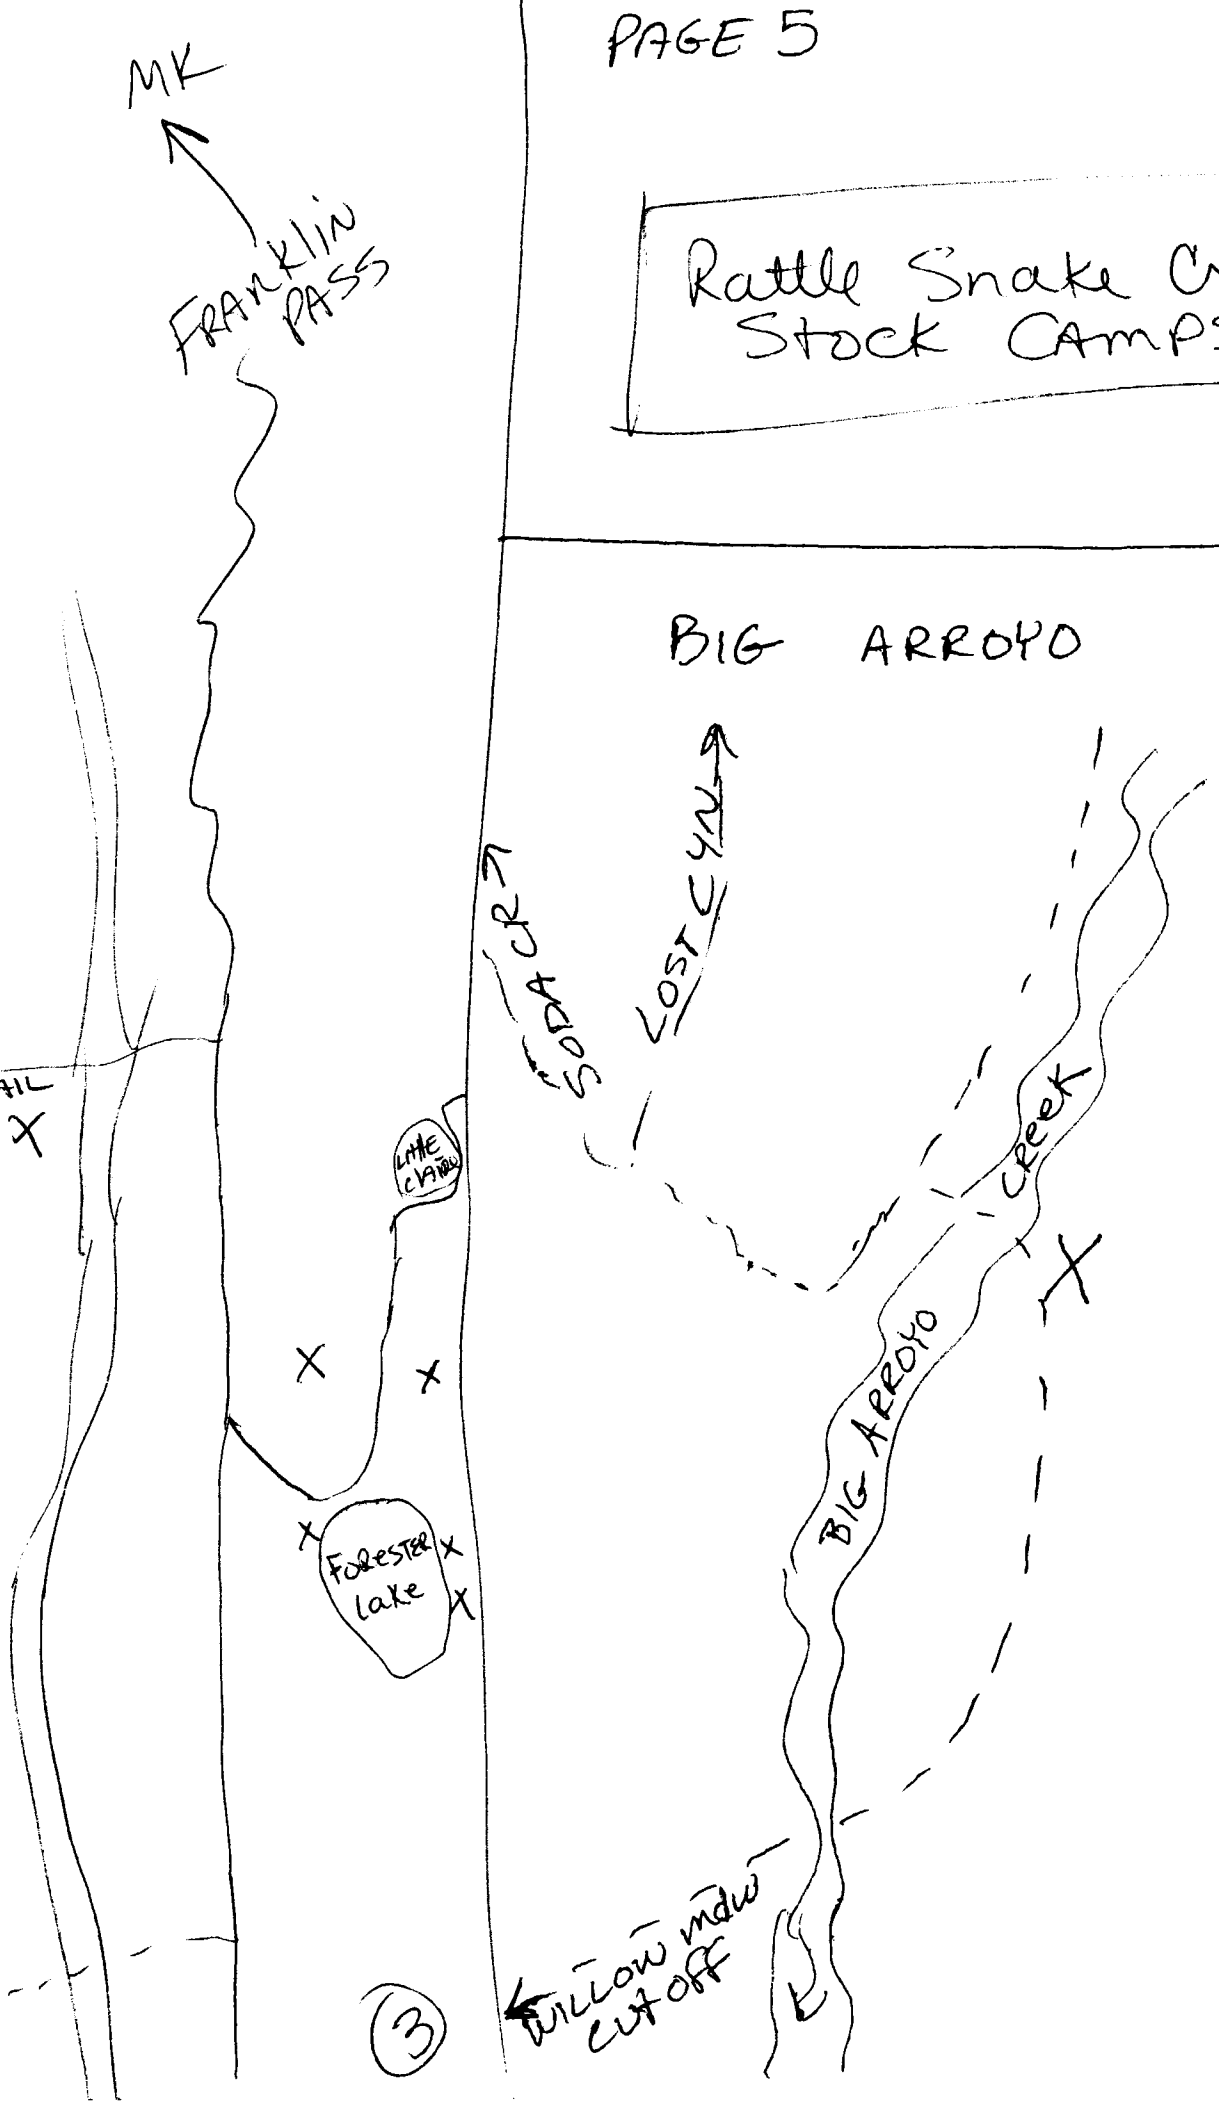 PAGE 5
MK
FRANKLIN
PASS
Rattle Snake
Stock CAMPS
BIG ARROYO
LOST CYN
SODA CR
LITTLE
X
CREEK
X
BIG ARROYO
X
X
X
X
X
FORESTER
Lake
WILLOW mdw
CUT OFF
3